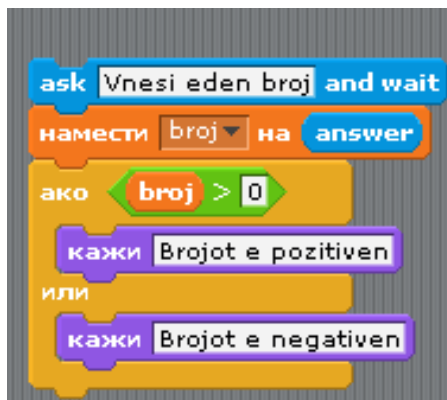 ask Vnesi eden broj and wait
намести broj на answer
ако broj > 0
кажи Brojot e pozitiven
или
кажи Brojot e negativen